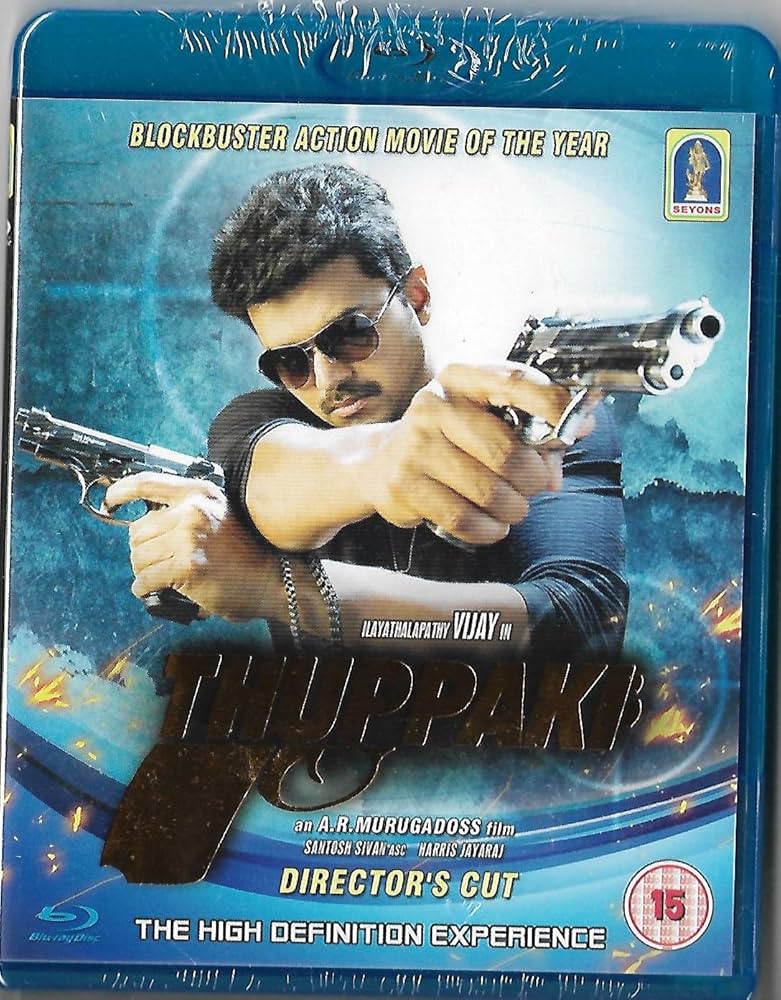 BLOCKBUSTER ACTION MOVIE OF THE YEAR
SEYONS
ILAYATHALAPATHY VIJAY IN
THUPPAKI
an A.R.MURUGADOSS film
SANTOSH SIVAN ASC HARRIS JAYARAJ
DIRECTOR'S CUT
15
Blu-ray Disc
THE HIGH DEFINITION EXPERIENCE